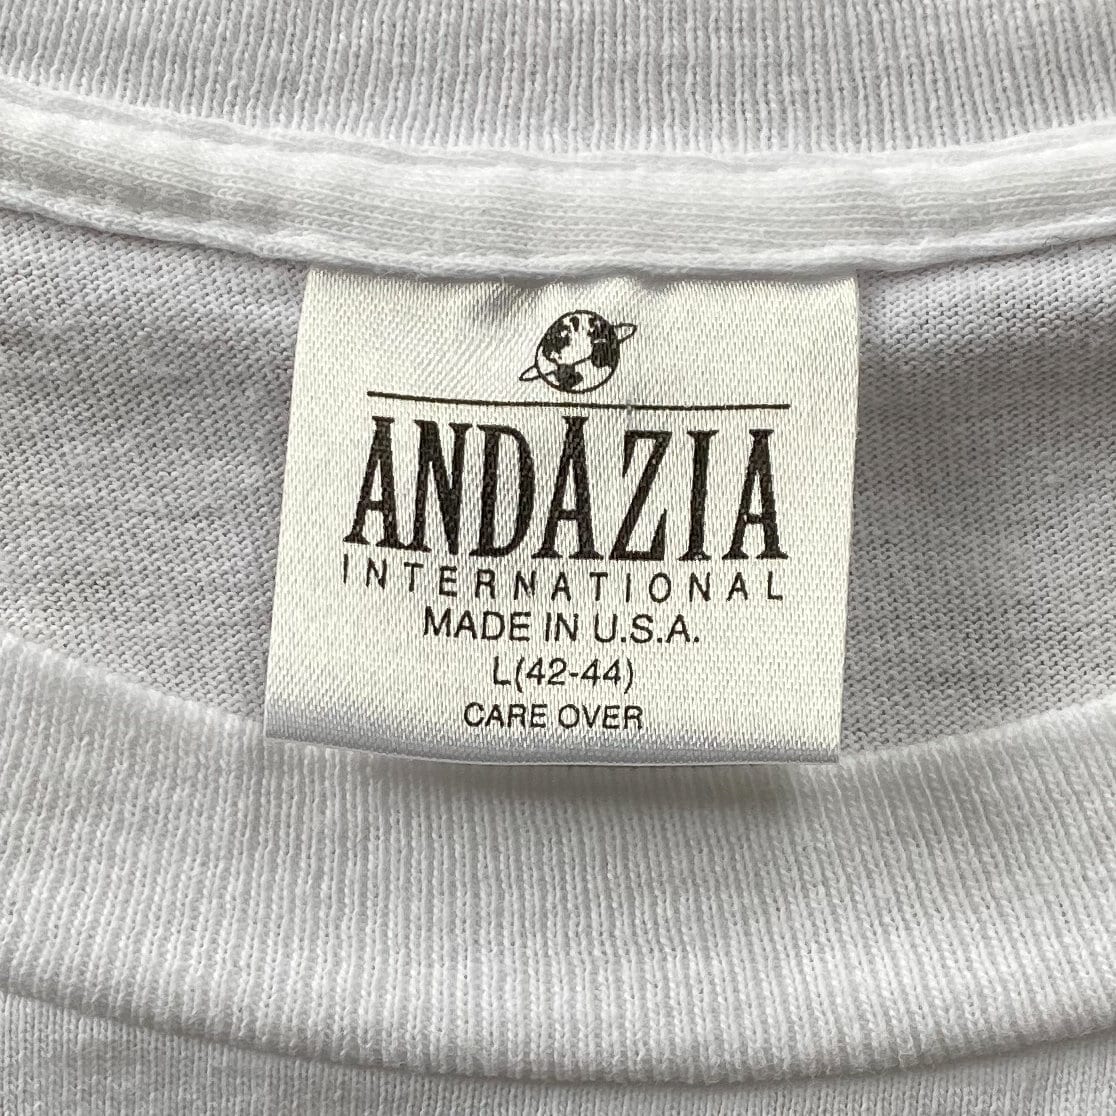 ANDAZIA
INTERNATIONAL
MADE IN U.S.A.
L(42-44)
CARE OVER